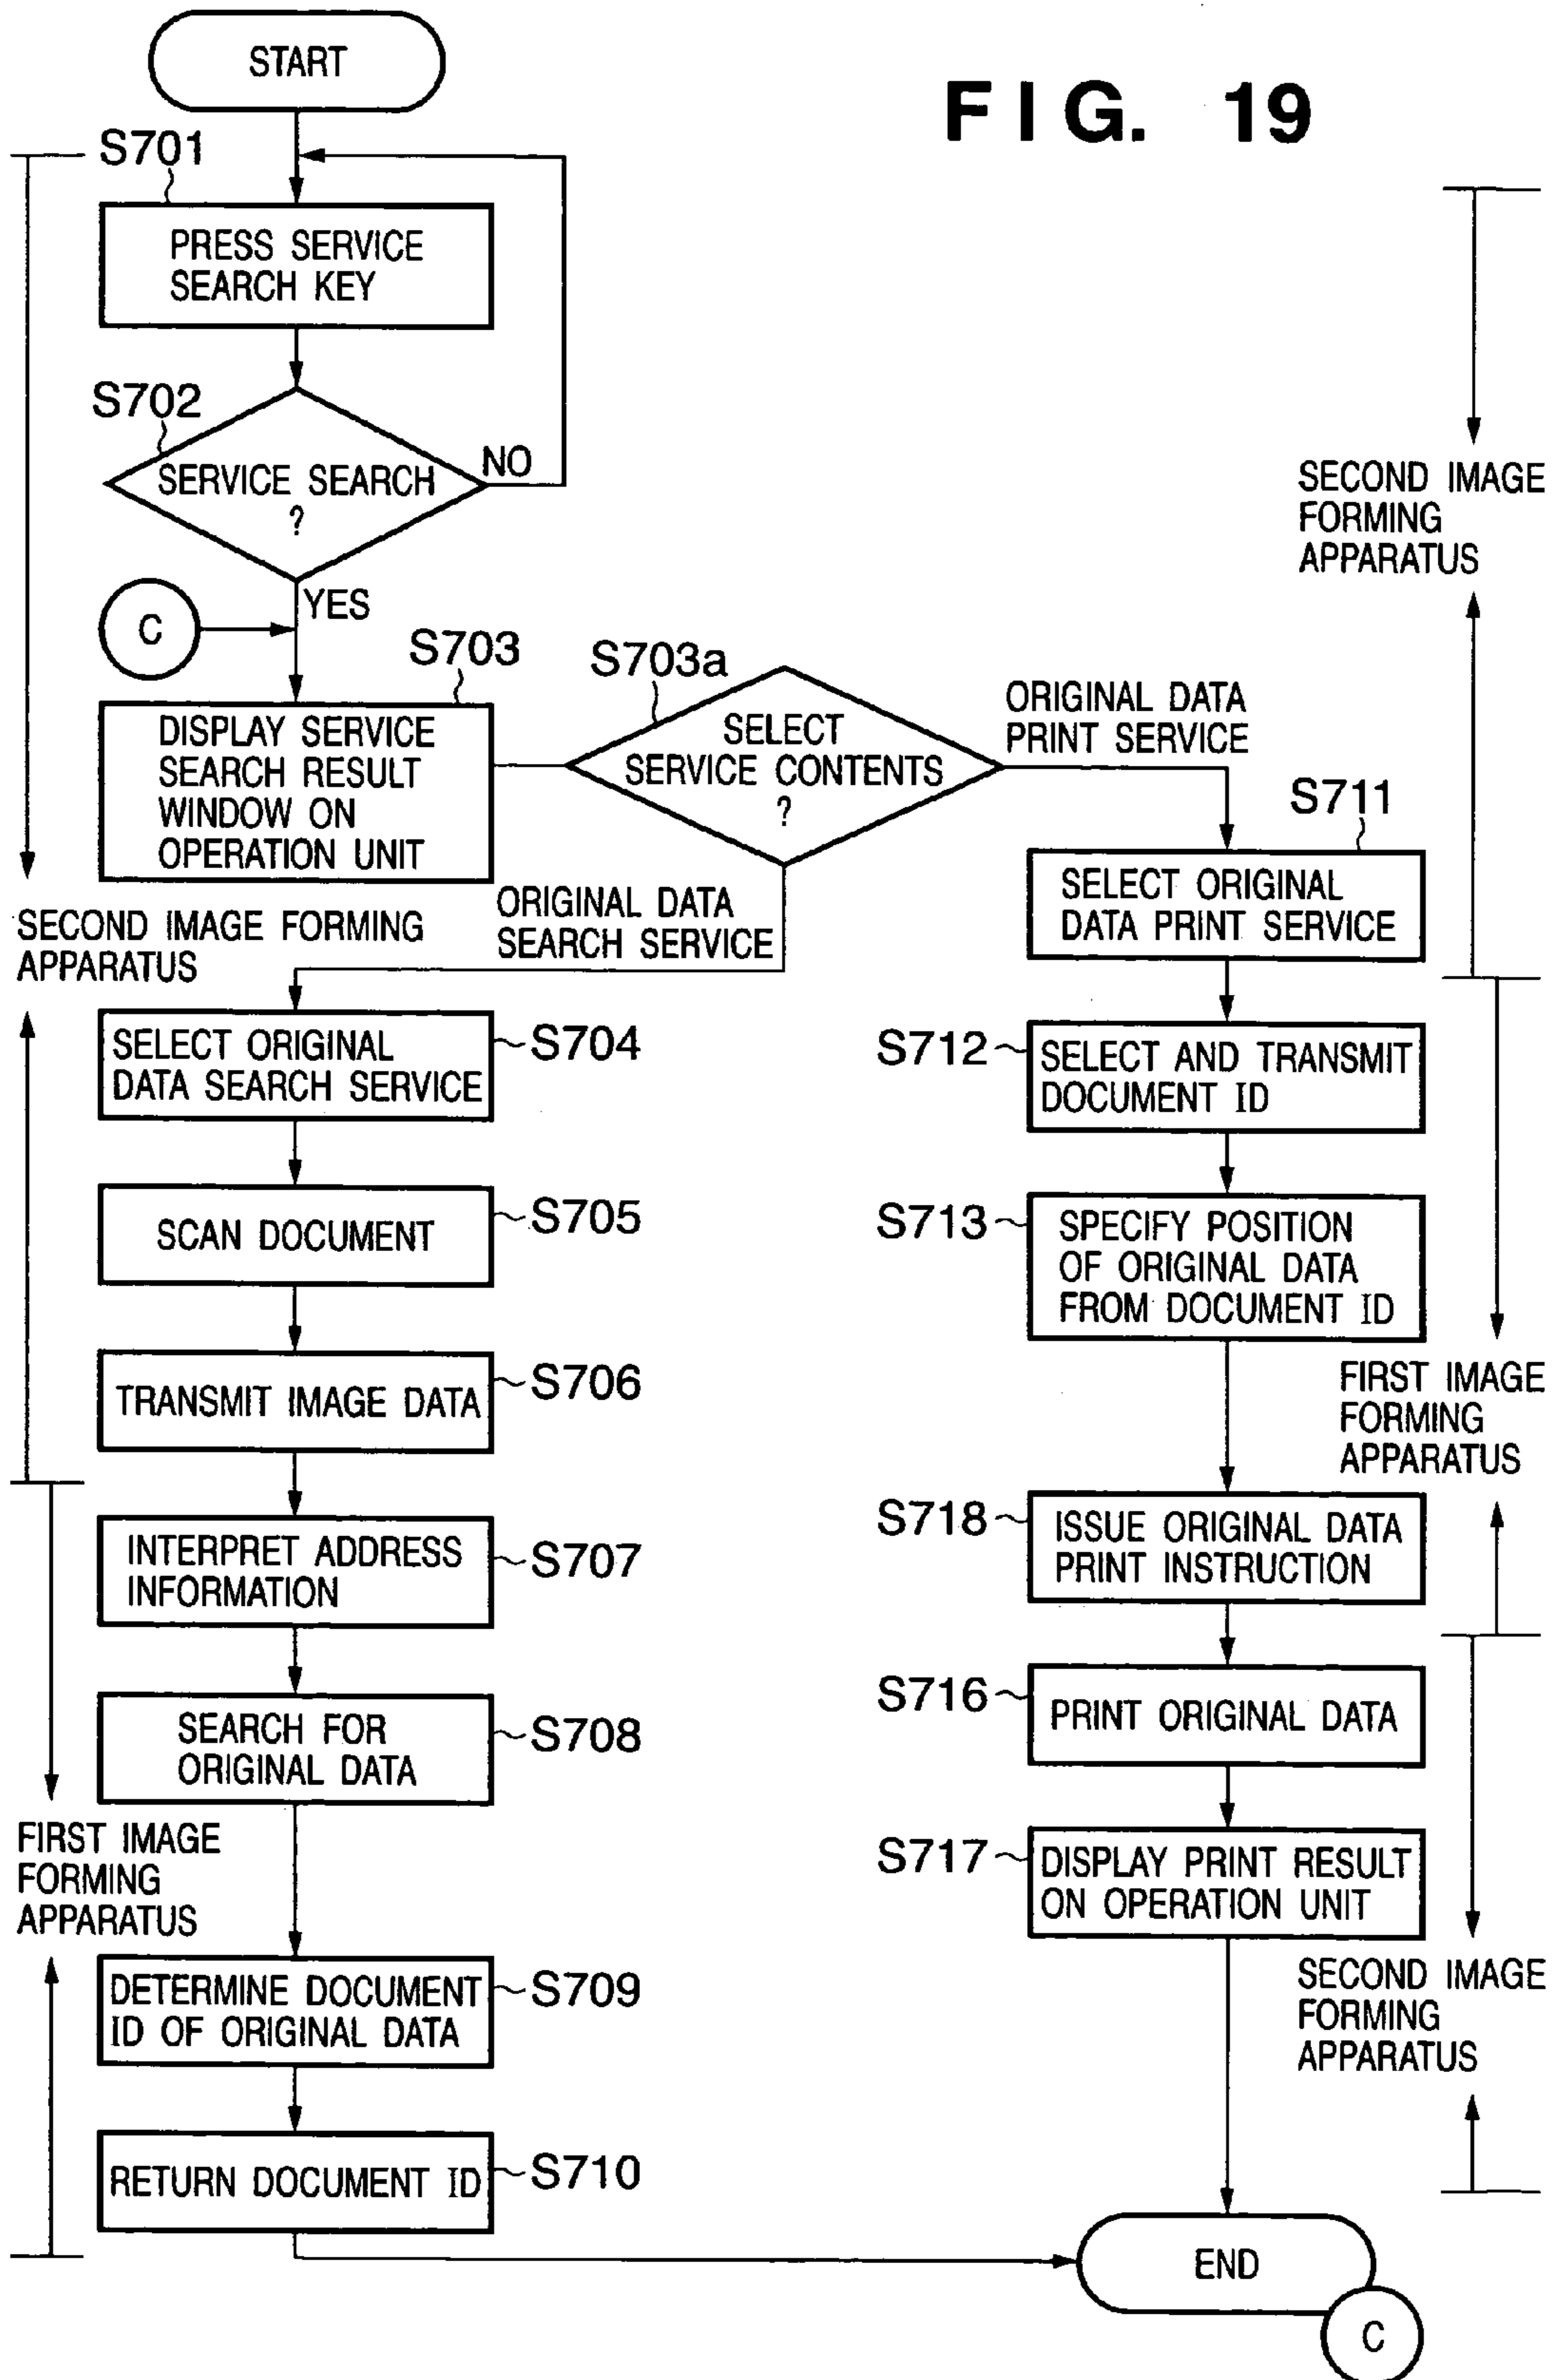 FIG. 19
START
S701
PRESS SERVICE
SEARCH KEY
S702
SERVICE SEARCH
?
NO
YES
C
S703
DISPLAY SERVICE
SEARCH RESULT
WINDOW ON
OPERATION UNIT
S703a
SELECT
SERVICE CONTENTS
?
ORIGINAL DATA
PRINT SERVICE
ORIGINAL DATA
SEARCH SERVICE
SECOND IMAGE FORMING
APPARATUS
SELECT ORIGINAL
DATA SEARCH SERVICE
S704
SCAN DOCUMENT
S705
TRANSMIT IMAGE DATA
S706
INTERPRET ADDRESS
INFORMATION
S707
SEARCH FOR
ORIGINAL DATA
S708
FIRST IMAGE
FORMING
APPARATUS
DETERMINE DOCUMENT
ID OF ORIGINAL DATA
S709
RETURN DOCUMENT ID
S710
SECOND IMAGE
FORMING
APPARATUS
S711
SELECT ORIGINAL
DATA PRINT SERVICE
S712
SELECT AND TRANSMIT
DOCUMENT ID
S713
SPECIFY POSITION
OF ORIGINAL DATA
FROM DOCUMENT ID
FIRST IMAGE
FORMING
APPARATUS
S718
ISSUE ORIGINAL DATA
PRINT INSTRUCTION
S716
PRINT ORIGINAL DATA
S717
DISPLAY PRINT RESULT
ON OPERATION UNIT
SECOND IMAGE
FORMING
APPARATUS
END
C